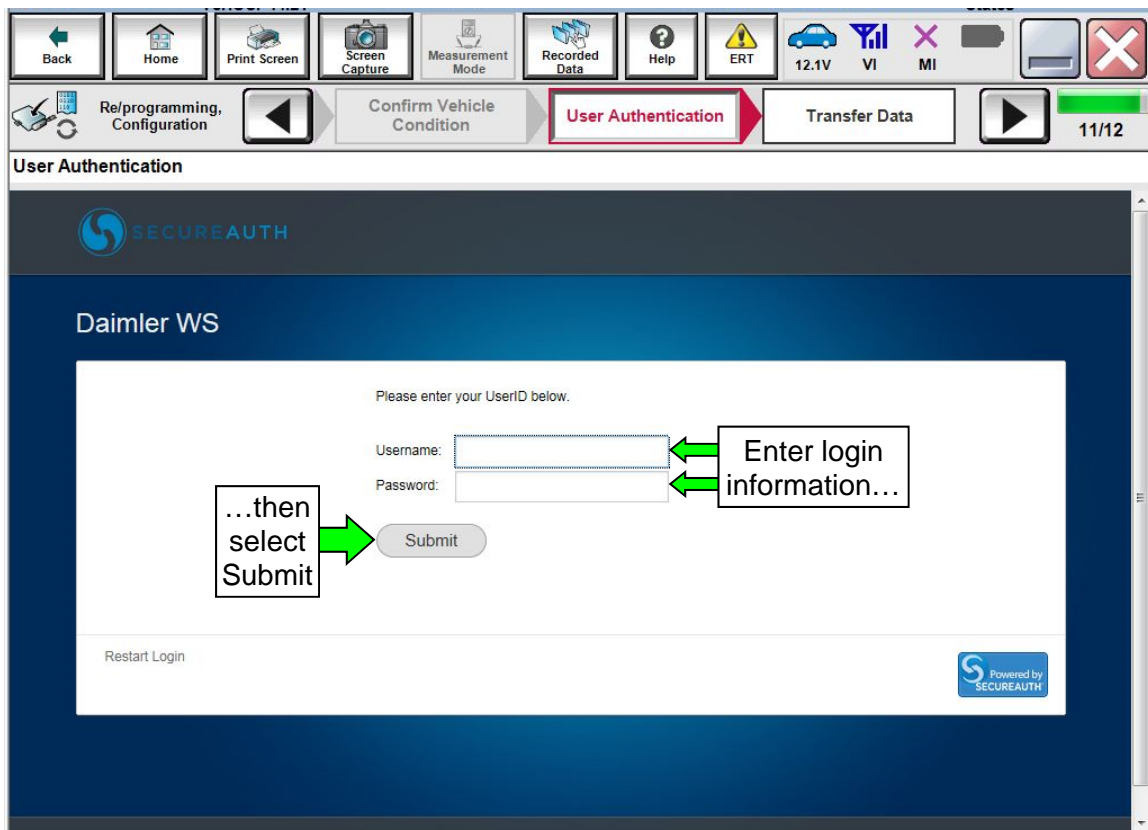 Back
Home
Print Screen
Screen
Capture
Measurement
Mode
Recorded
Data
Help
ERT
12.1V
VI
MI
Re/programming,
Configuration
Confirm Vehicle
Condition
User Authentication
Transfer Data
11/12
User Authentication
SECUREAUTH
Daimler WS
Please enter your UserID below.
Username:
Password:
Enter login
information…
…then
select
Submit
Submit
Restart Login
Powered by
SECUREAUTH